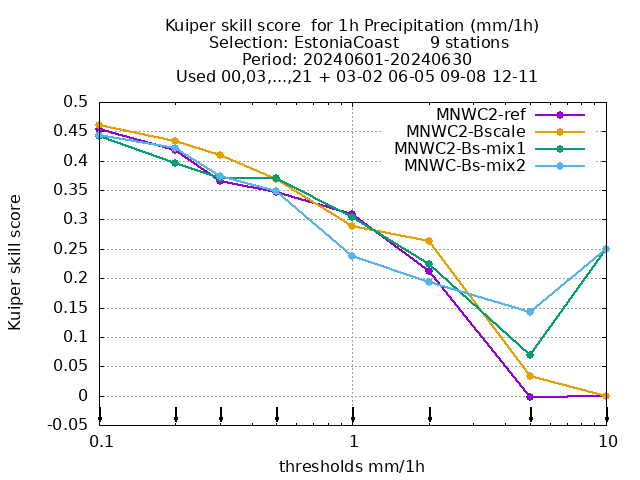 Kuiper skill score  for 1h Precipitation (mm/1h)
Selection: EstoniaCoast      9 stations
Period: 20240601-20240630
Used 00,03,...,21 + 03-02 06-05 09-08 12-11
MNWC2-ref
MNWC2-Bscale
MNWC2-Bs-mix1
MNWC-Bs-mix2
0.5
0.45
0.4
0.35
0.3
0.25
0.2
0.15
0.1
0.05
0
-0.05
Kuiper skill score
0.1 1 10
thresholds mm/1h